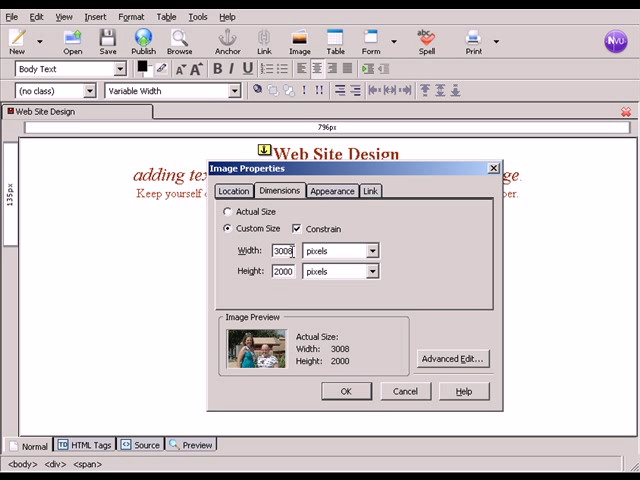 File Edit View Insert Format Table Tools Help
New Open Save Publish Browse Anchor Link Image Table Form Spell Print
NVU
Body Text B I U
(no class) Variable Width
Web Site Design
796px
135px
Web Site Design
adding tex ge.
Keep yourself per.
Image Properties
Location Dimensions Appearance Link
Actual Size
Custom Size Constrain
Width: 3008 pixels
Height: 2000 pixels
Image Preview
Actual Size:
Width: 3008
Height: 2000
Advanced Edit...
OK Cancel Help
Normal HTML Tags Source Preview
<body> <div> <span>